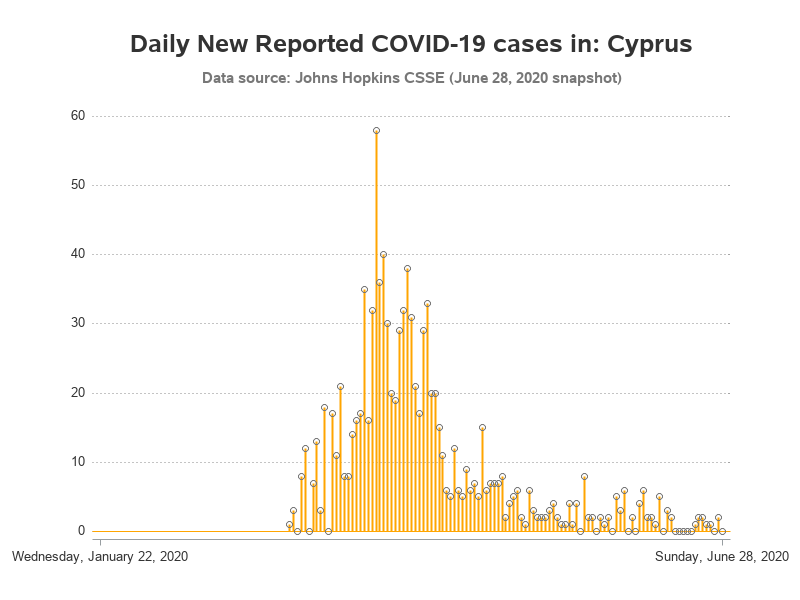 Daily New Reported COVID-19 cases in: Cyprus
Data source: Johns Hopkins CSSE (June 28, 2020 snapshot)
60
50
40
30
20
10
0
Wednesday, January 22, 2020
Sunday, June 28, 2020